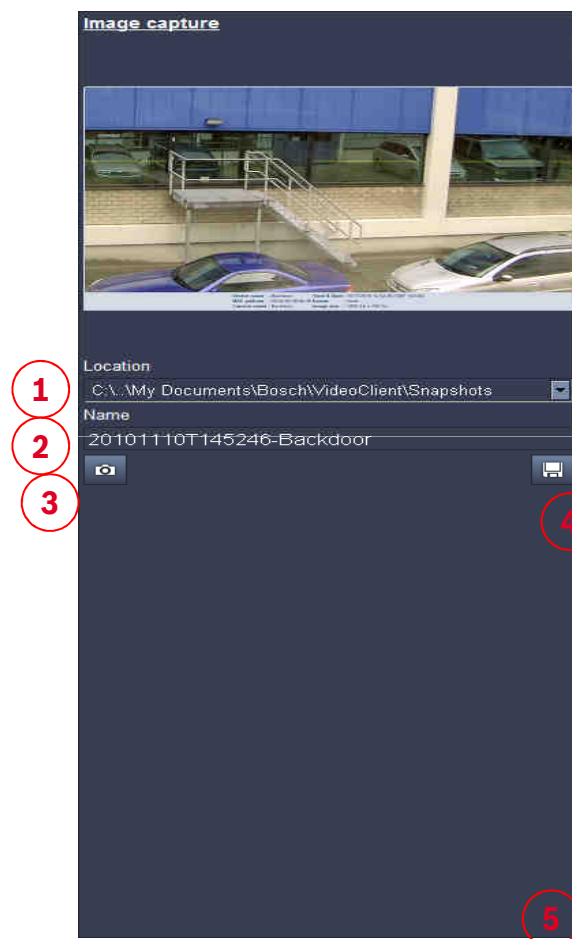 Image capture
Location
1
C:\..\My Documents\Bosch\VideoClient\Snapshots
Name
2
20101110T145246-Backdoor
3
4
5